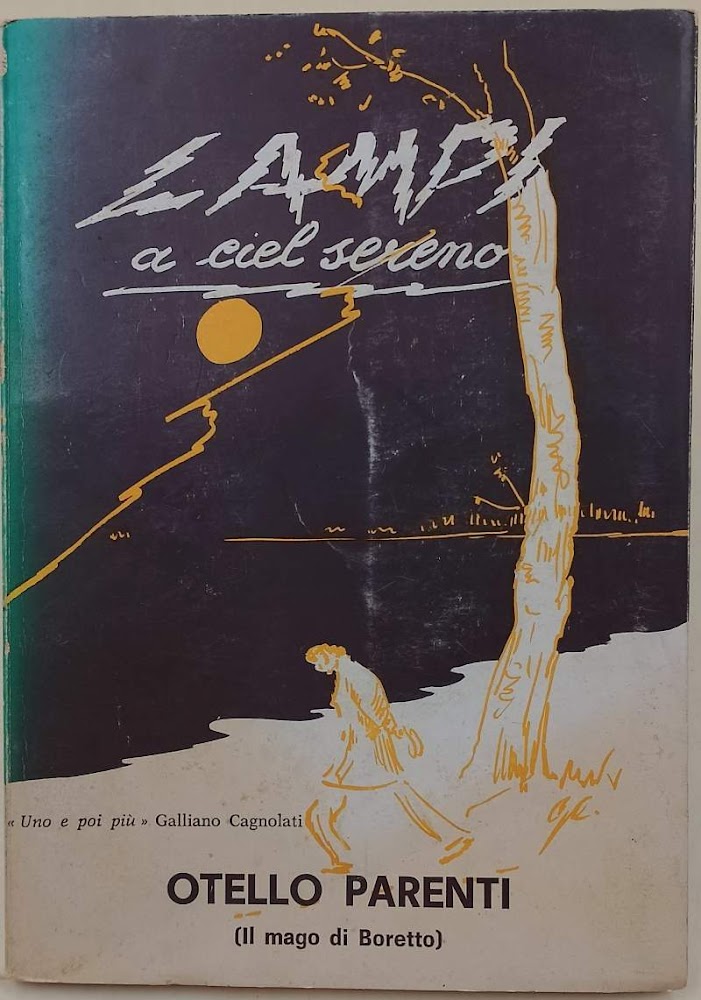 LAMPI
a ciel sereno
« Uno e poi più » Galliano Cagnolati
G.C.
OTELLO PARENTI
(Il mago di Boretto)